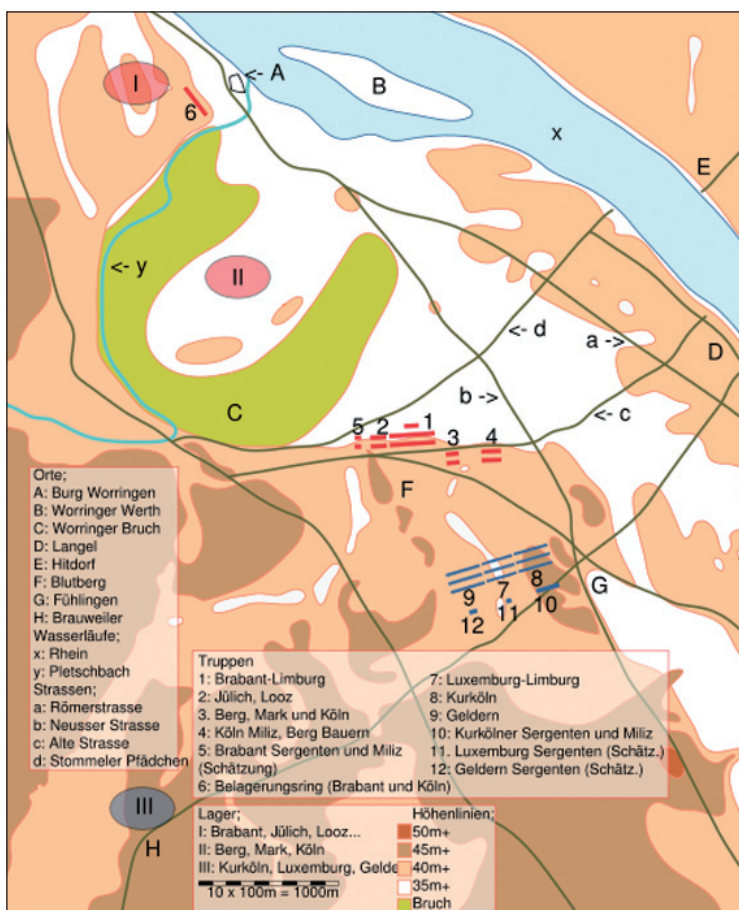 I
<- A
B
6
x
E
<- y
II
<- d
a ->
D
b ->
<- c
C
5 2 1
3 4
F
G
9 7 8
12 11 10
Orte;
A: Burg Worringen
B: Worringer Werth
C: Worringer Bruch
D: Langel
E: Hitdorf
F: Blutberg
G: Fühlingen
H: Brauweiler
Wasserläufe;
x: Rhein
y: Pletschbach
Strassen;
a: Römerstrasse
b: Neusser Strasse
c: Alte Strasse
d: Stommeler Pfädchen
Truppen
1: Brabant-Limburg
2: Jülich, Looz
3. Berg, Mark und Köln
4: Köln Miliz, Berg Bauern
5: Brabant Sergenten und Miliz
(Schätzung)
6: Belagerungsring (Brabant und Köln)
7: Luxemburg-Limburg
8: Kurköln
9: Geldern
10: Kurkölner Sergenten und Miliz
11. Luxemburg Sergenten (Schätz.)
12: Geldern Sergenten (Schätz.)
III
H
Lager;
I: Brabant, Jülich, Looz...
II: Berg, Mark, Köln
III: Kurköln, Luxemburg, Gelde
10 x 100m = 1000m
Höhenlinien;
50m+
45m+
40m+
35m+
Bruch